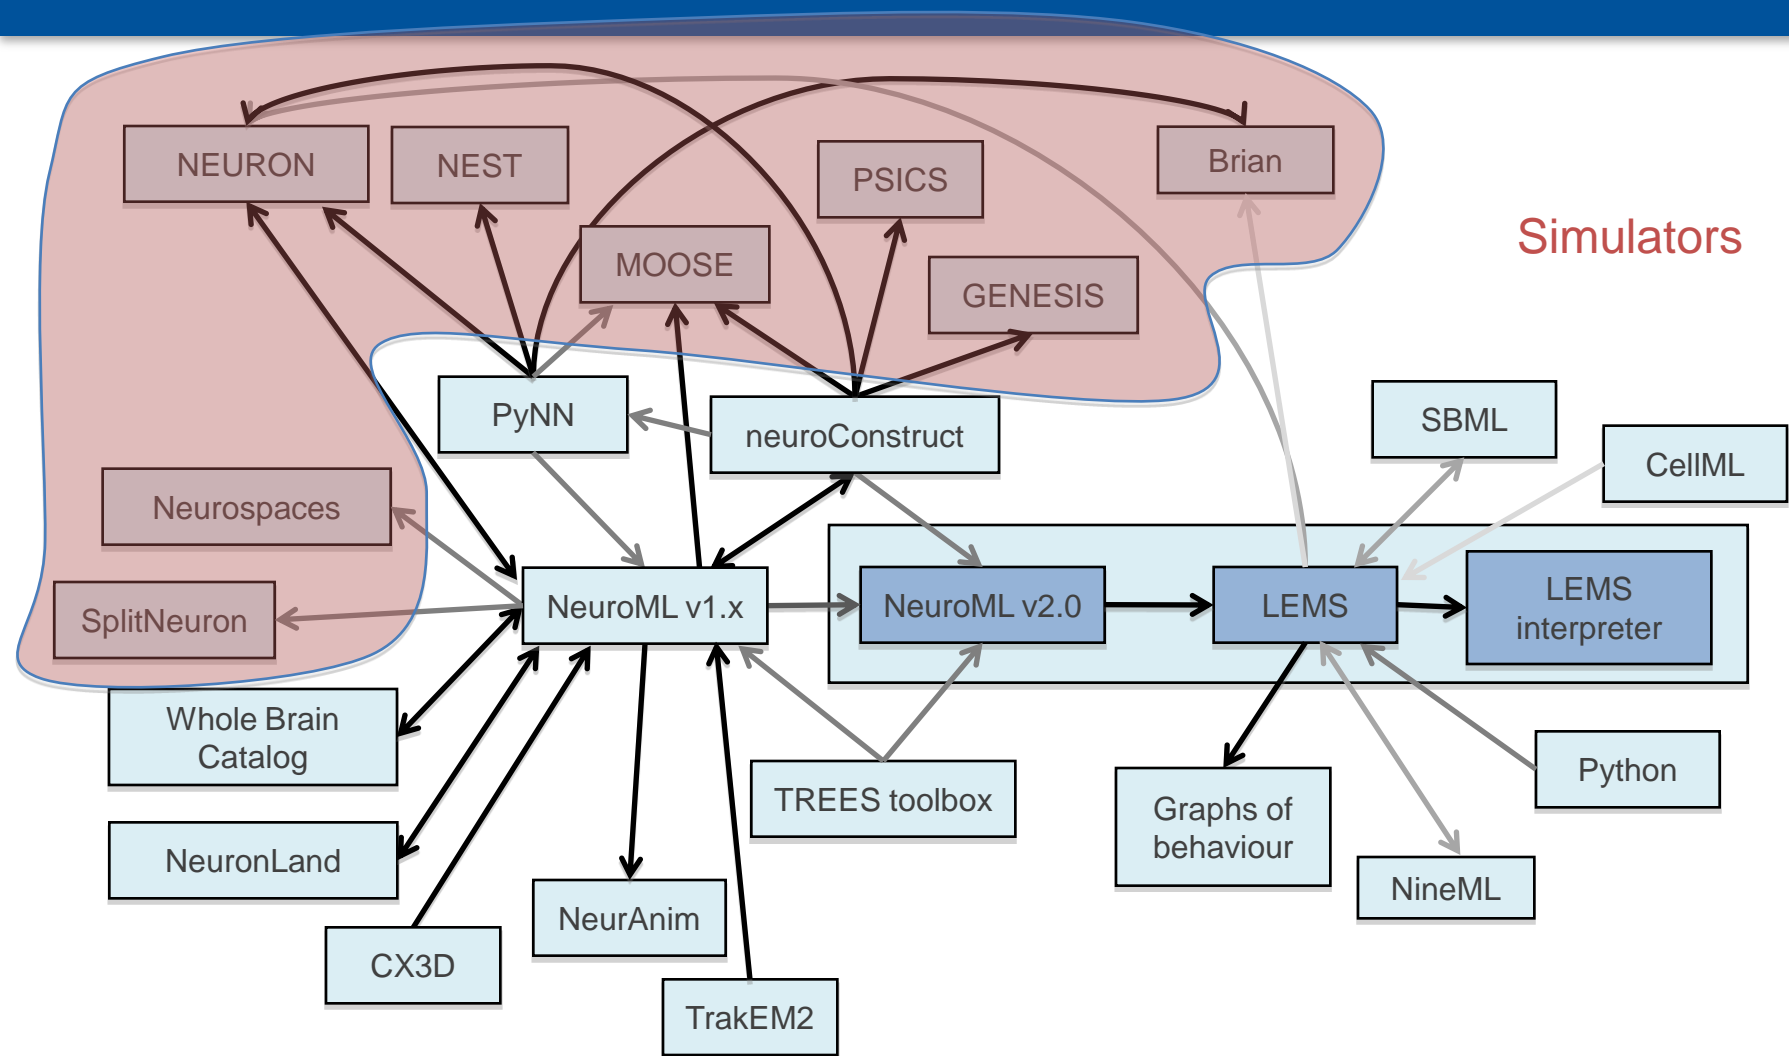 NEURON
NEST
PSICS
Brian
Simulators
MOOSE
GENESIS
PyNN
neuroConstruct
SBML
CellML
Neurospaces
SplitNeuron
NeuroML v1.x
NeuroML v2.0
LEMS
LEMS
interpreter
Whole Brain
Catalog
TREES toolbox
Graphs of
behaviour
Python
NeuronLand
NeurAnim
NineML
CX3D
TrakEM2